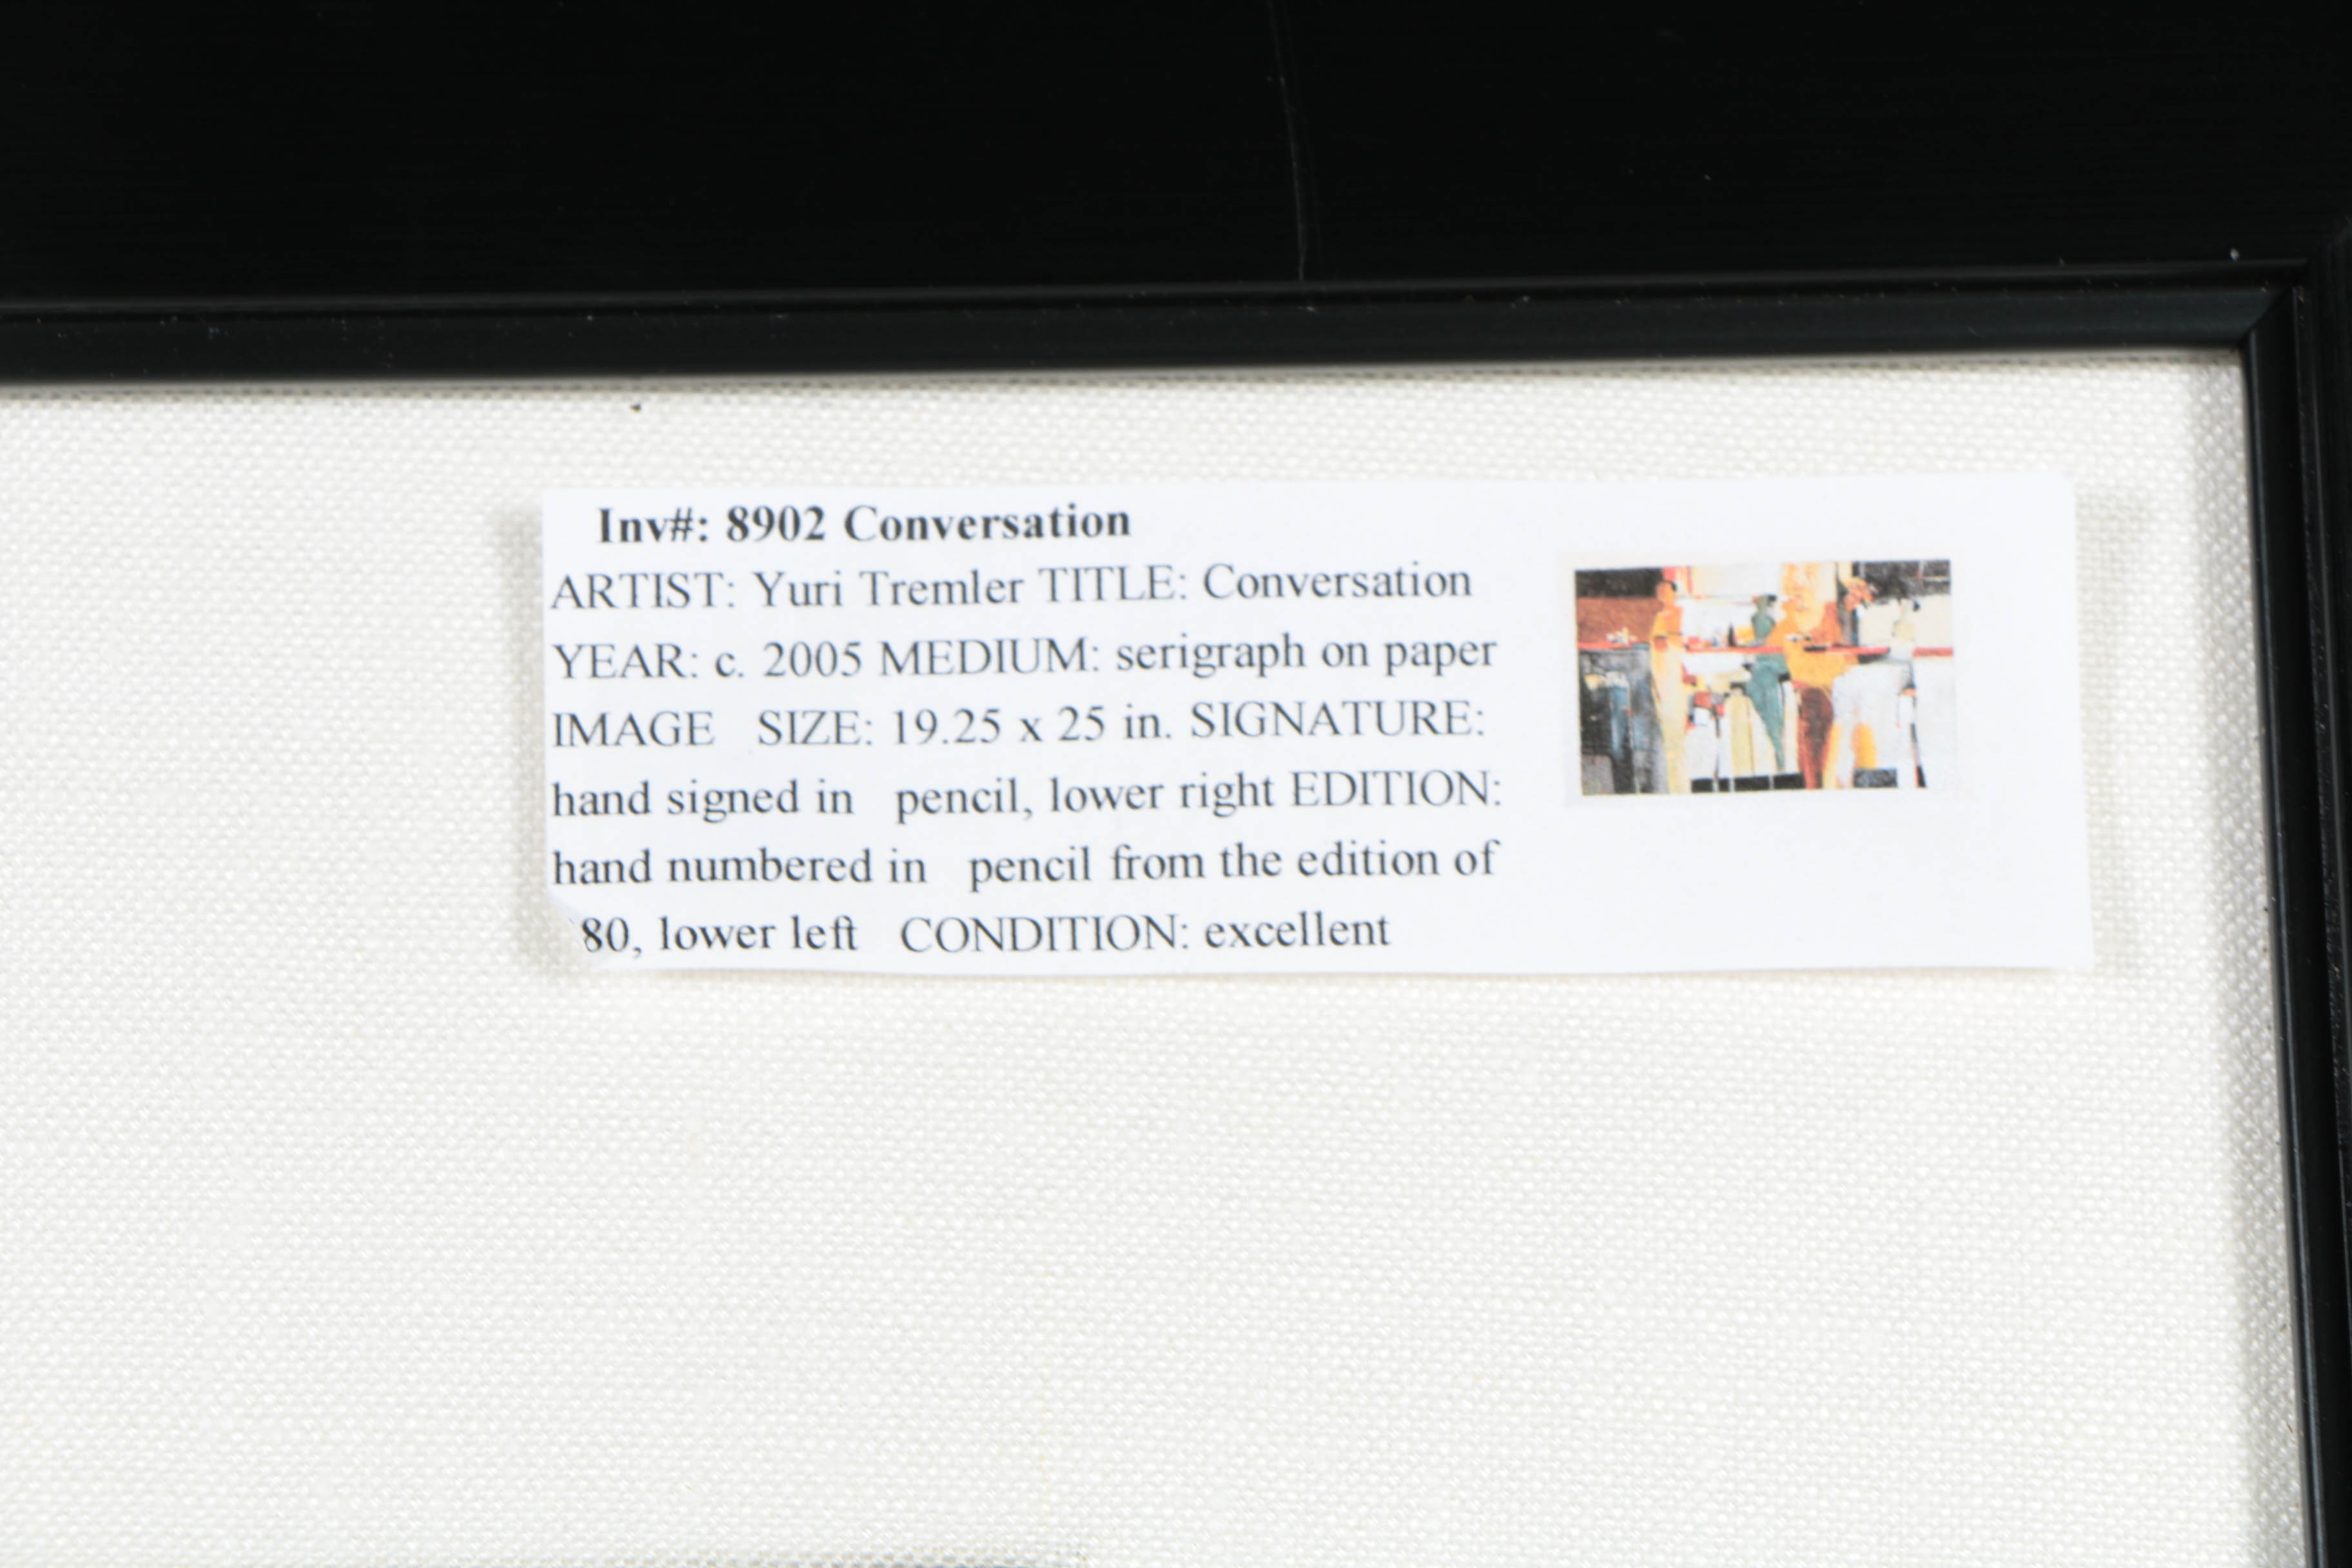 Inv#: 8902 Conversation
ARTIST: Yuri Tremler TITLE: Conversation
YEAR: c. 2005 MEDIUM: serigraph on paper
IMAGE SIZE: 19.25 x 25 in. SIGNATURE:
hand signed in pencil, lower right EDITION:
hand numbered in pencil from the edition of
lower left CONDITION: excellent